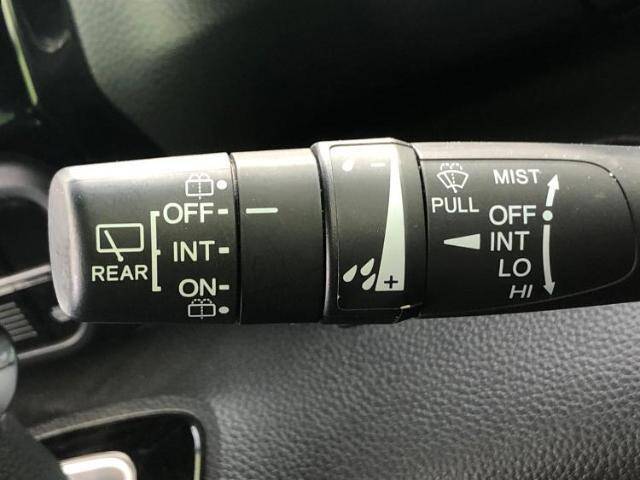 REAR
OFF
INT
ON
- 
+
PULL
MIST
OFF
INT
LO
HI